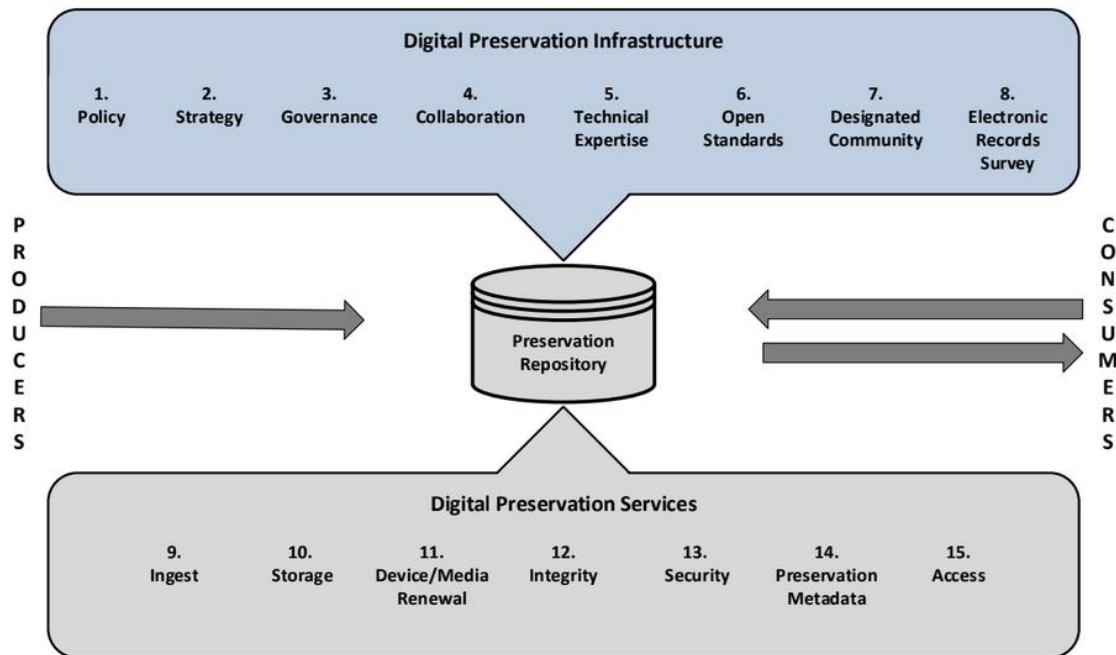 Digital Preservation Infrastructure
1.
Policy
2.
Strategy
3.
Governance
4.
Collaboration
5.
Technical
Expertise
6.
Open
Standards
7.
Designated
Community
8.
Electronic
Records
Survey
PRODUCERS
Preservation
Repository
CONSUMERS
Digital Preservation Services
9.
Ingest
10.
Storage
11.
Device/Media
Renewal
12.
Integrity
13.
Security
14.
Preservation
Metadata
15.
Access